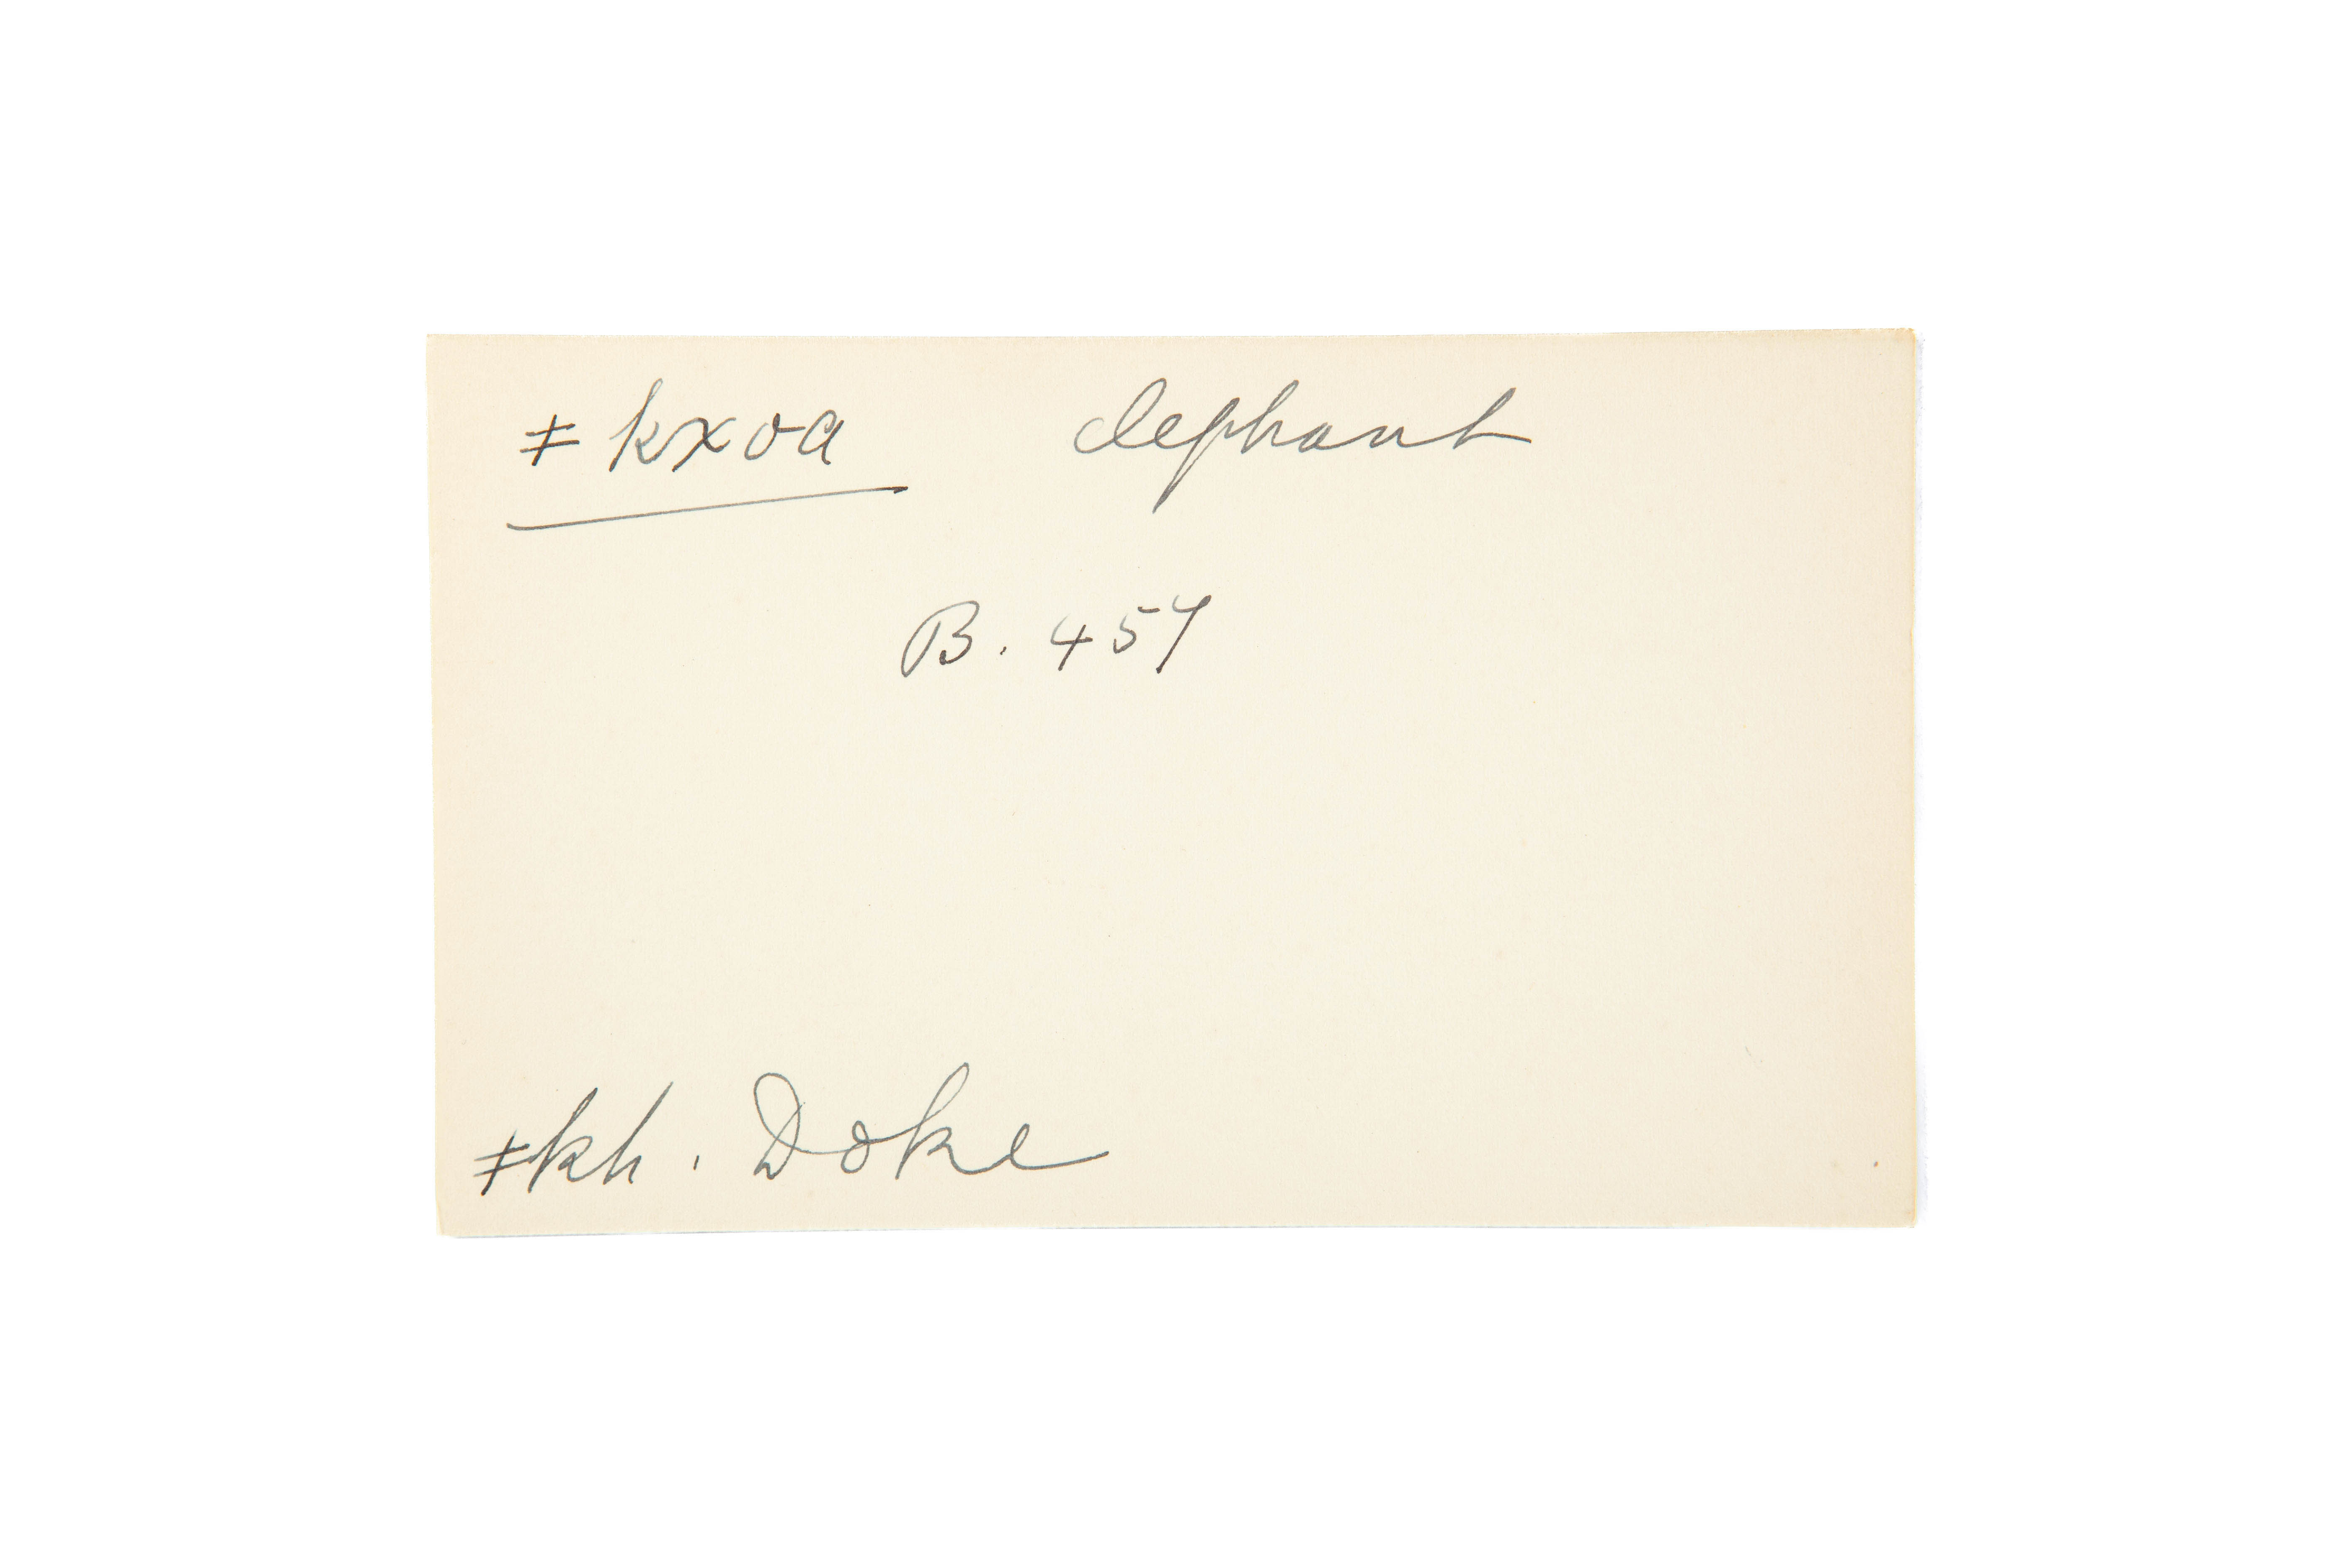 ǂkxoa elephant
B. 457
ǂkh. Doke